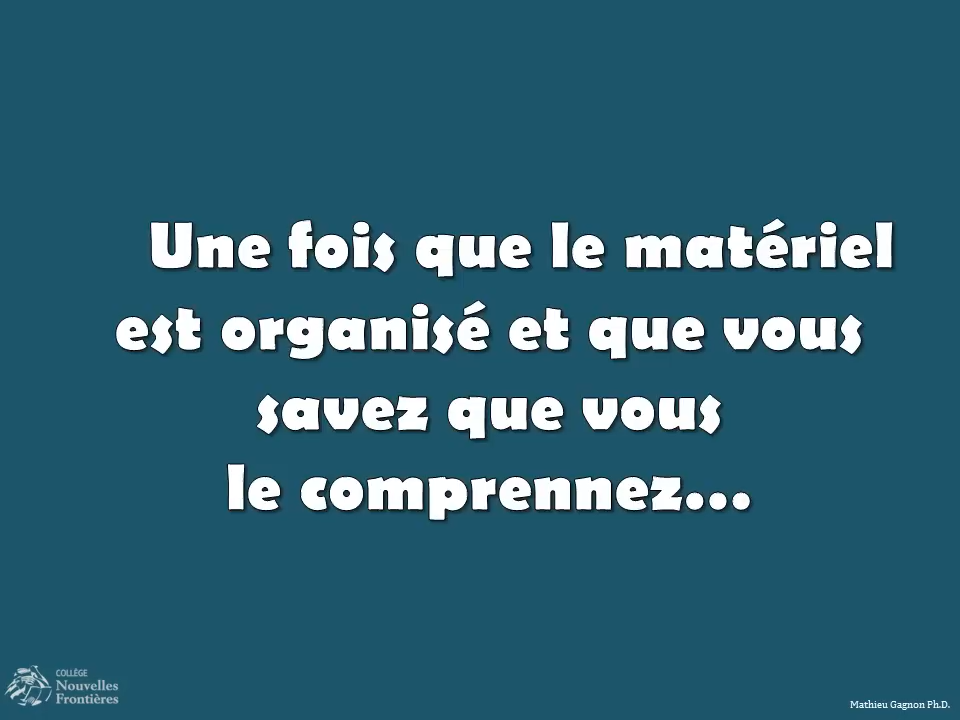 Une fois que le matériel
est organisé et que vous
savez que vous
le comprennez...
COLLÈGE
Nouvelles
Frontières
Mathieu Gagnon Ph.D.